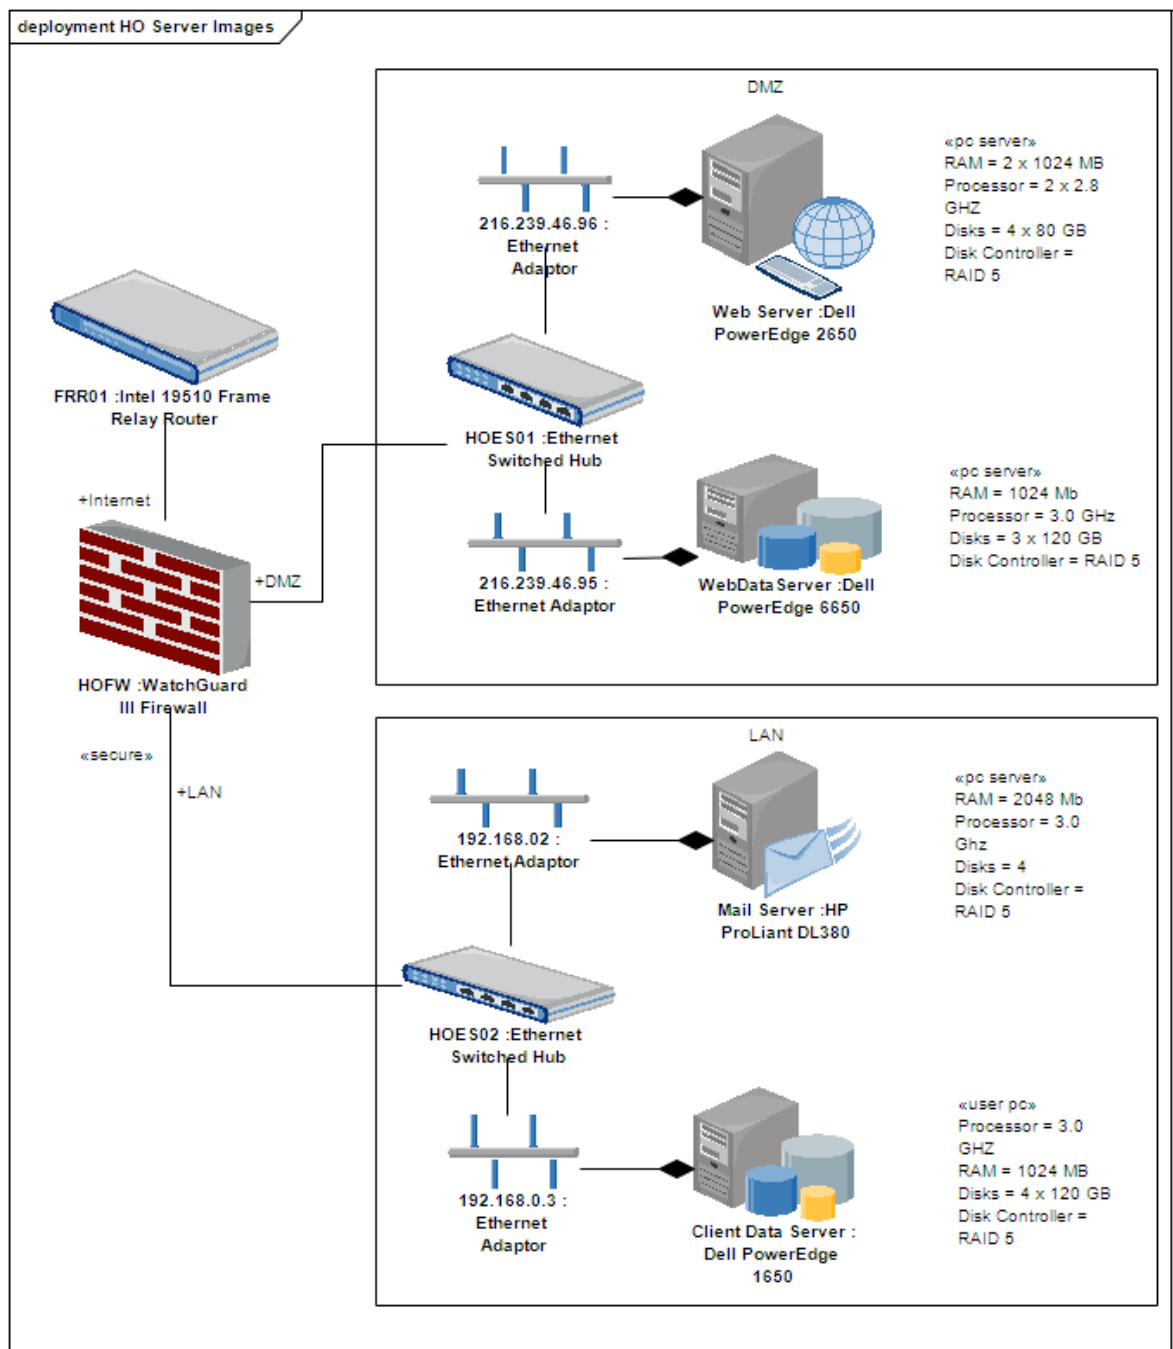 deployment HO Server Images
DMZ
«pc server»
RAM = 2 x 1024 MB
Processor = 2 x 2.8
GHZ
Disks = 4 x 80 GB
Disk Controller =
RAID 5
216.239.46.96 :
Ethernet
Adaptor
Web Server :Dell
PowerEdge 2650
FRR01 :Intel 19510 Frame
Relay Router
HOES01 :Ethernet
Switched Hub
+Internet
«pc server»
RAM = 1024 Mb
Processor = 3.0 GHz
Disks = 3 x 120 GB
Disk Controller = RAID 5
+DMZ
216.239.46.95 :
Ethernet Adaptor
WebDataServer :Dell
PowerEdge 6650
HOFW :WatchGuard
III Firewall
«secure»
+LAN
LAN
«pc server»
RAM = 2048 Mb
Processor = 3.0
Ghz
Disks = 4
Disk Controller =
RAID 5
192.168.02 :
Ethernet Adaptor
Mail Server :HP
ProLiant DL380
HOES02 :Ethernet
Switched Hub
«user pc»
Processor = 3.0
GHZ
RAM = 1024 MB
Disks = 4 x 120 GB
Disk Controller =
RAID 5
192.168.0.3 :
Ethernet
Adaptor
Client Data Server :
Dell PowerEdge
1650